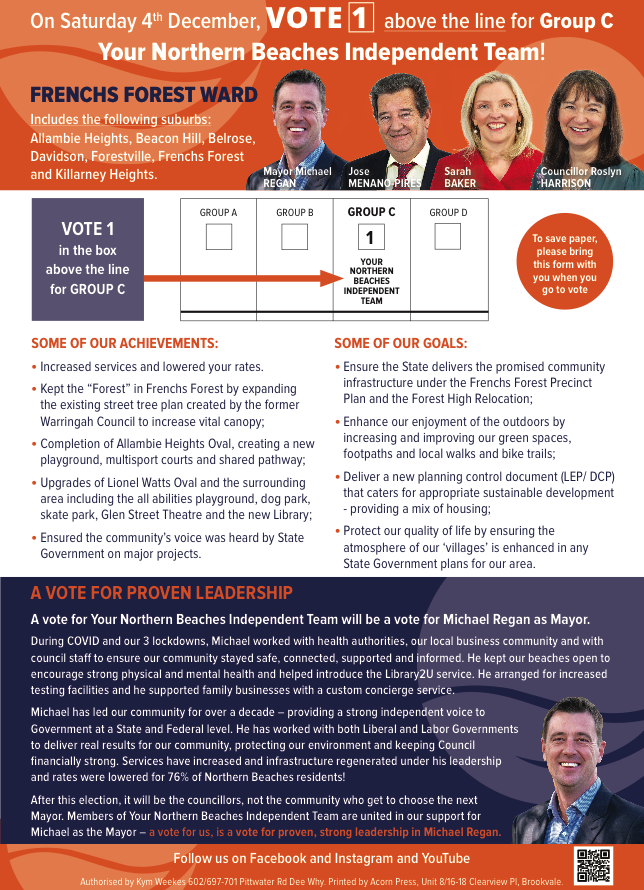 On Saturday 4th December, VOTE 1 above the line for Group C
Your Northern Beaches Independent Team!
FRENCHS FOREST WARD
Includes the following suburbs:
Allambie Heights, Beacon Hill, Belrose,
Davidson, Forestville, Frenchs Forest
and Killarney Heights.
Mayor Michael
REGAN
Jose
MENANO-PIRES
Sarah
BAKER
Councillor Roslyn
HARRISON
VOTE 1
in the box
above the line
for GROUP C
GROUP A
GROUP B
GROUP C
GROUP D
1
YOUR
NORTHERN
BEACHES
INDEPENDENT
TEAM
To save paper,
please bring
this form with
you when you
go to vote
SOME OF OUR ACHIEVEMENTS:
• Increased services and lowered your rates.
• Kept the “Forest” in Frenchs Forest by expanding
the existing street tree plan created by the former
Warringah Council to increase vital canopy;
• Completion of Allambie Heights Oval, creating a new
playground, multisport courts and shared pathway;
• Upgrades of Lionel Watts Oval and the surrounding
area including the all abilities playground, dog park,
skate park, Glen Street Theatre and the new Library;
• Ensured the community’s voice was heard by State
Government on major projects.
SOME OF OUR GOALS:
• Ensure the State delivers the promised community
infrastructure under the Frenchs Forest Precinct
Plan and the Forest High Relocation;
• Enhance our enjoyment of the outdoors by
increasing and improving our green spaces,
footpaths and local walks and bike trails;
• Deliver a new planning control document (LEP/ DCP)
that caters for appropriate sustainable development
- providing a mix of housing;
• Protect our quality of life by ensuring the
atmosphere of our ‘villages’ is enhanced in any
State Government plans for our area.
A VOTE FOR PROVEN LEADERSHIP
A vote for Your Northern Beaches Independent Team will be a vote for Michael Regan as Mayor.
During COVID and our 3 lockdowns, Michael worked with health authorities, our local business community and with
council staff to ensure our community stayed safe, connected, supported and informed. He kept our beaches open to
encourage strong physical and mental health and helped introduce the Library2U service. He arranged for increased
testing facilities and he supported family businesses with a custom concierge service.
Michael has led our community for over a decade – providing a strong independent voice to
Government at a State and Federal level. He has worked with both Liberal and Labor Governments
to deliver real results for our community, protecting our environment and keeping Council
financially strong. Services have increased and infrastructure regenerated under his leadership
and rates were lowered for 76% of Northern Beaches residents!
After this election, it will be the councillors, not the community who get to choose the next
Mayor. Members of Your Northern Beaches Independent Team are united in our support for
Michael as the Mayor – a vote for us, is a vote for proven, strong leadership in Michael Regan.
Follow us on Facebook and Instagram and YouTube
Authorised by Kym Weekes 602/697-701 Pittwater Rd Dee Why. Printed by Acorn Press, Unit 8/16-18 Clearview Pl, Brookvale.